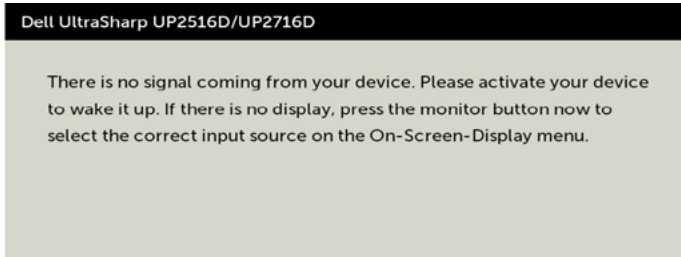 Dell UltraSharp UP2516D/UP2716D
There is no signal coming from your device. Please activate your device
to wake it up. If there is no display, press the monitor button now to
select the correct input source on the On-Screen-Display menu.